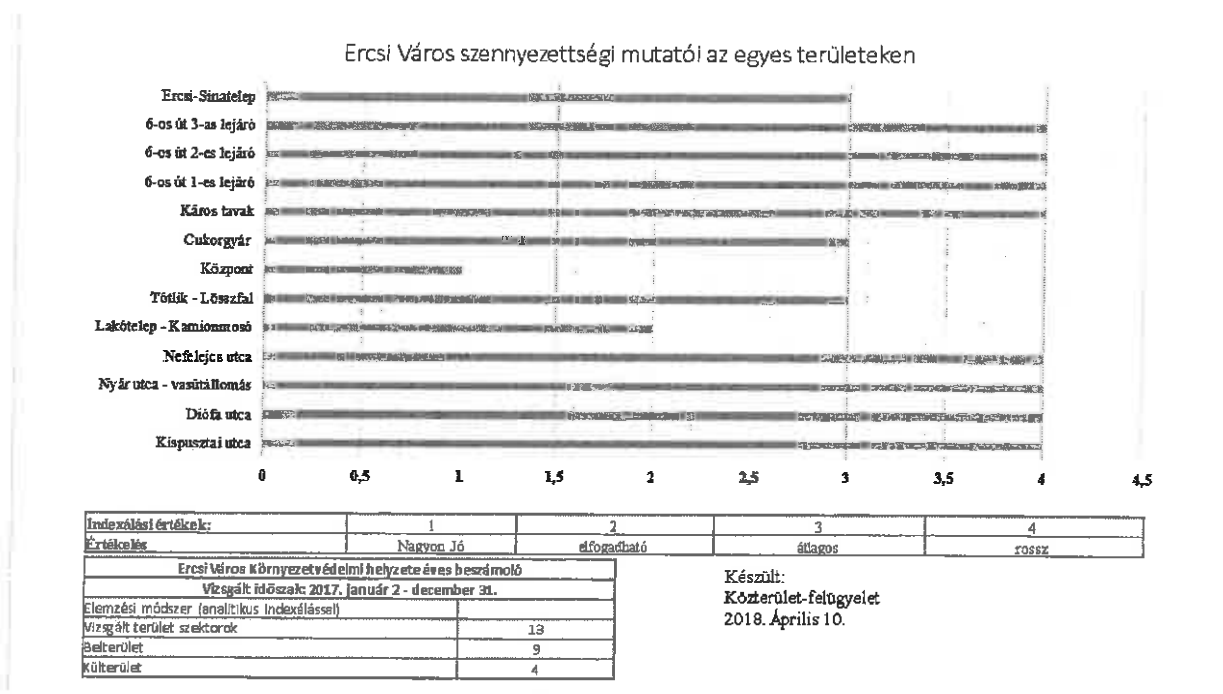 Ercsi Város szennyezettségi mutatói az egyes területeken
Ercsi-Sinatelep
6-os út 3-as lejáró
6-os út 2-es lejáró
6-os út 1-es lejáró
Káros tavak
Cukorgyár
Központ
Tótlik - Löszfal
Lakótelep - Kamionmosó
Nefelejcs utca
Nyár utca - vasútállomás
Diófa utca
Kispusztai utca
0 0,5 1 1,5 2 2,5 3 3,5 4 4,5
Indexálási értékek: 1 2 3 4
Értékelés Nagyon Jó elfogadható átlagos rossz
Ercsi Város Környezetvédelmi helyzete éves beszámoló
Vizsgált időszak: 2017. január 2 - december 31.
Elemzési módszer (analitikus Indexálással)
Vizsgált terület szektorok 13
Belterület 9
Külterület 4
Készült:
Közterület-felügyelet
2018. Április 10.